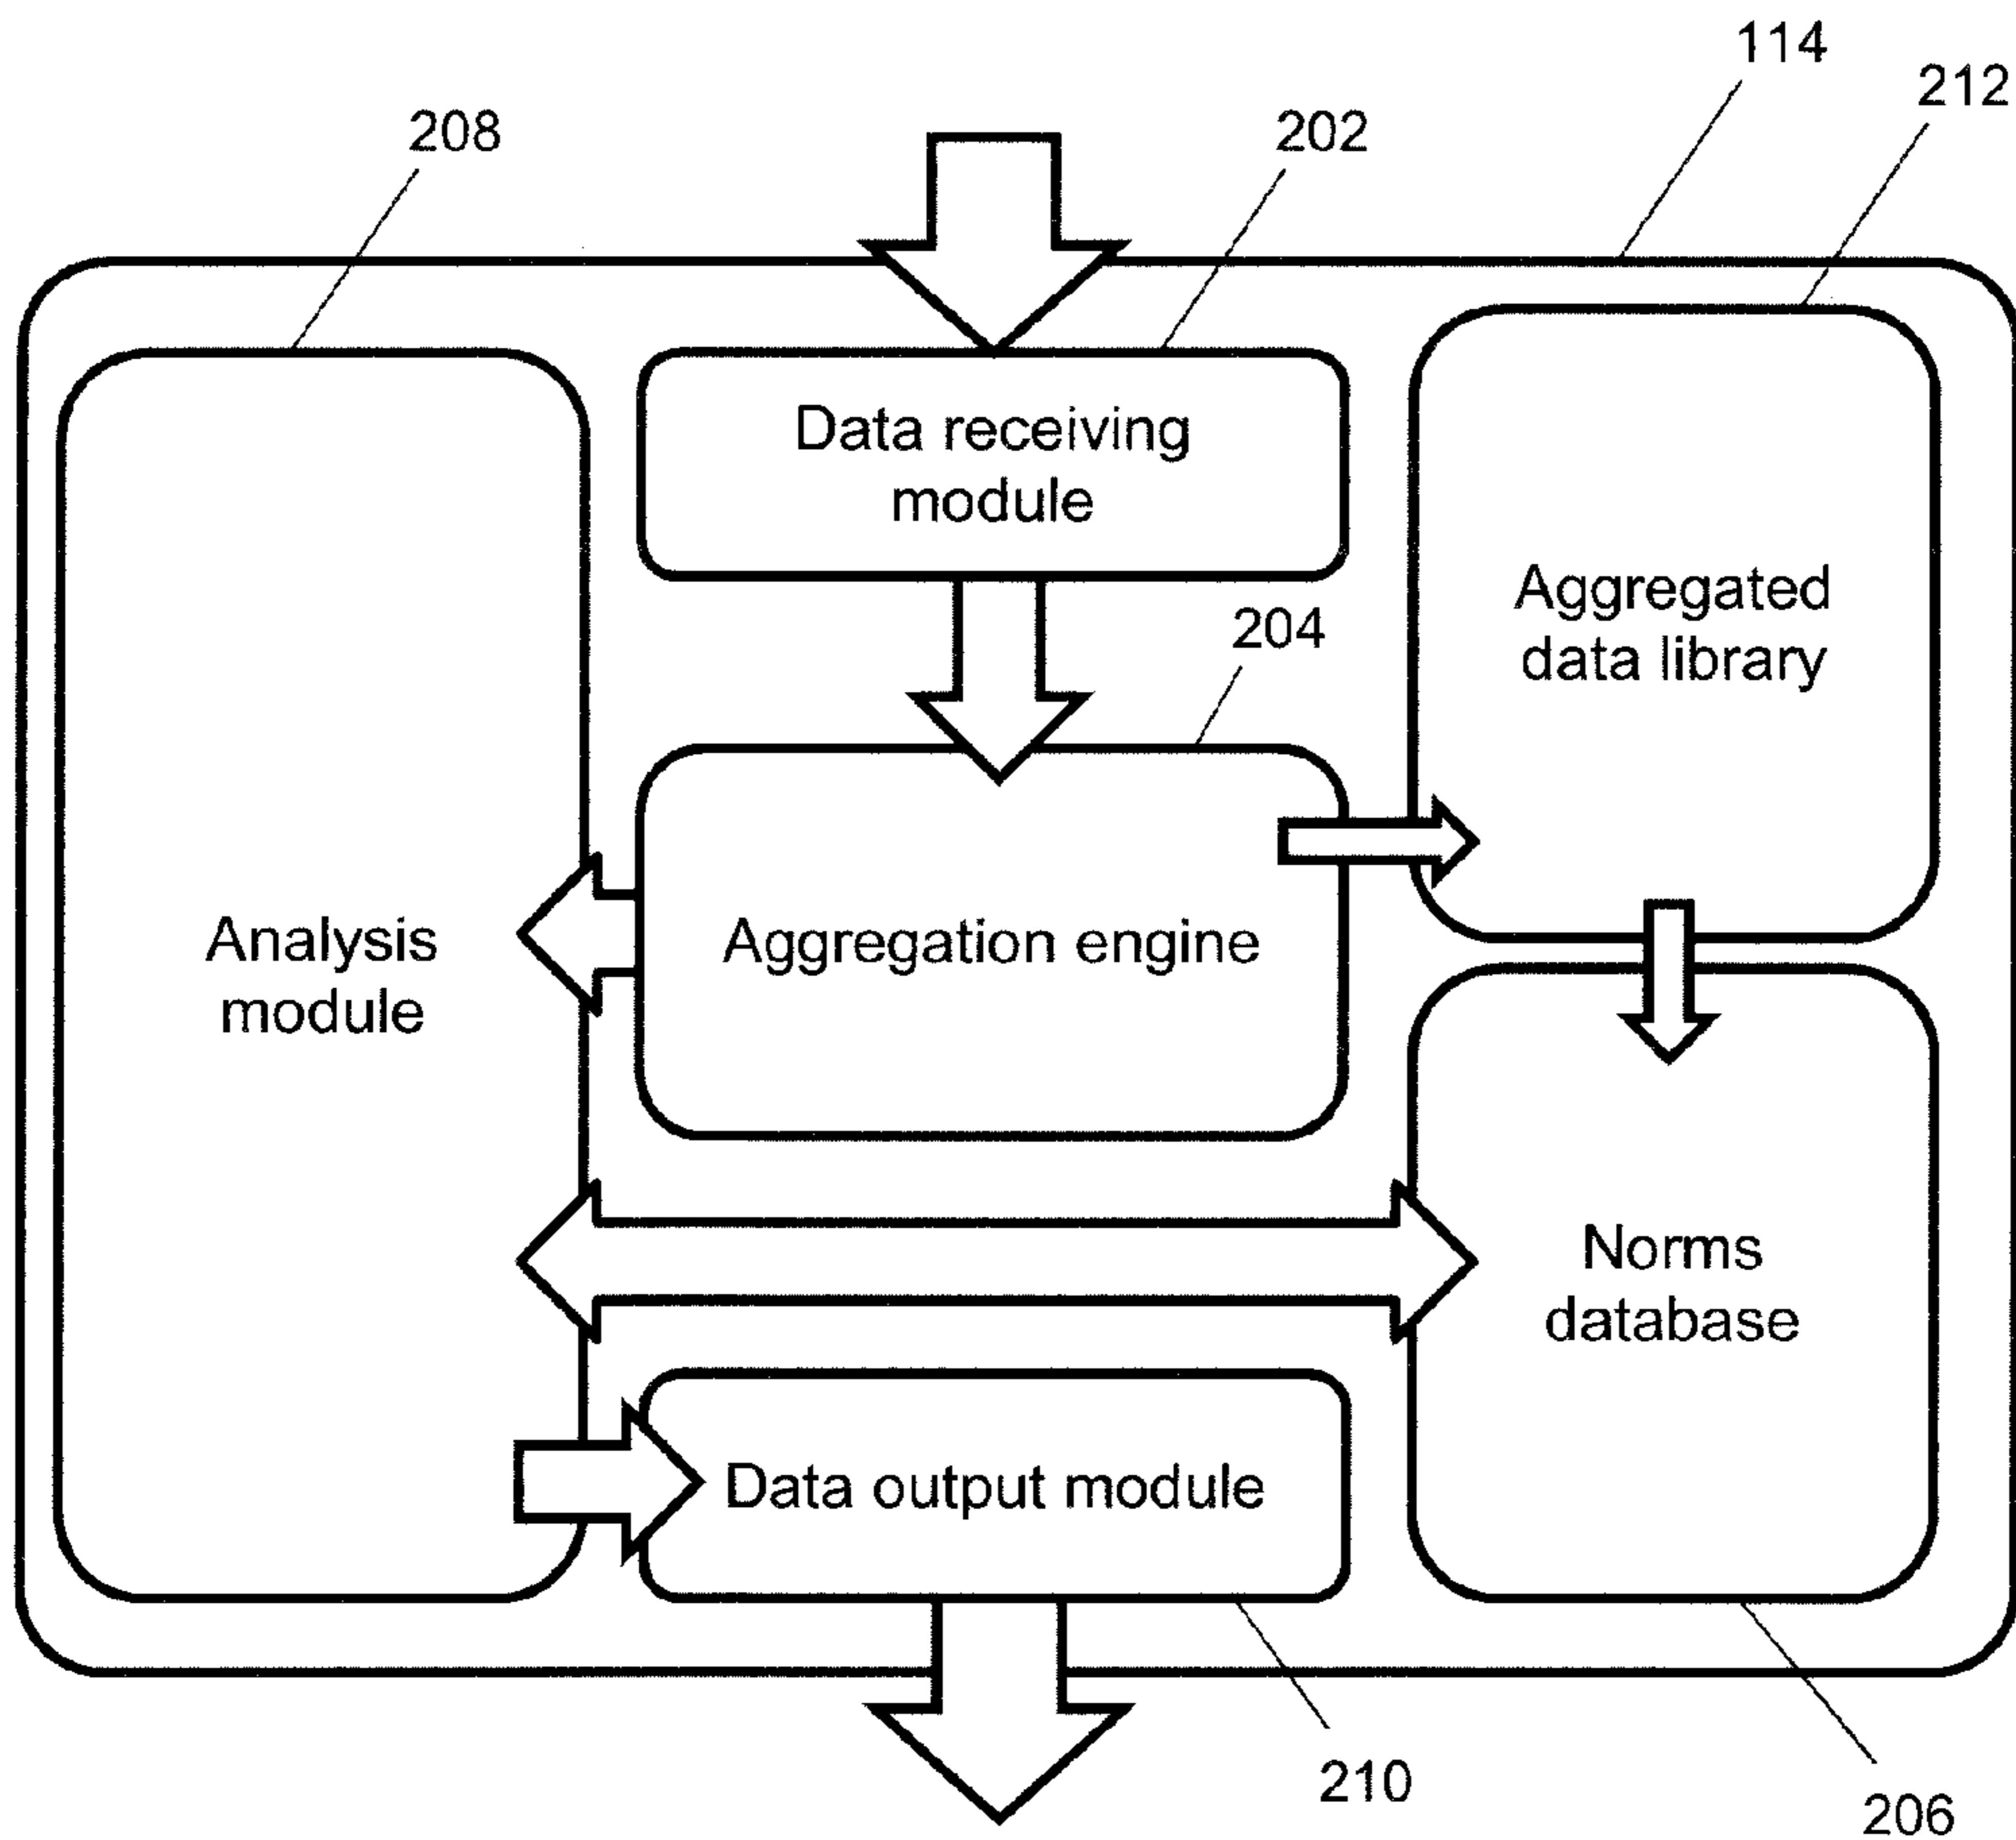 114
212
208
202
Data receiving
module
Aggregated
data library
204
Analysis
module
Aggregation engine
Norms
database
Data output module
210
206